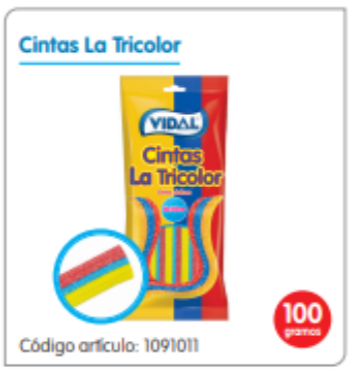 Cintas La Tricolor
VIDAL
Cintas
La Tricolor
100
gramos
Código artículo: 1091011